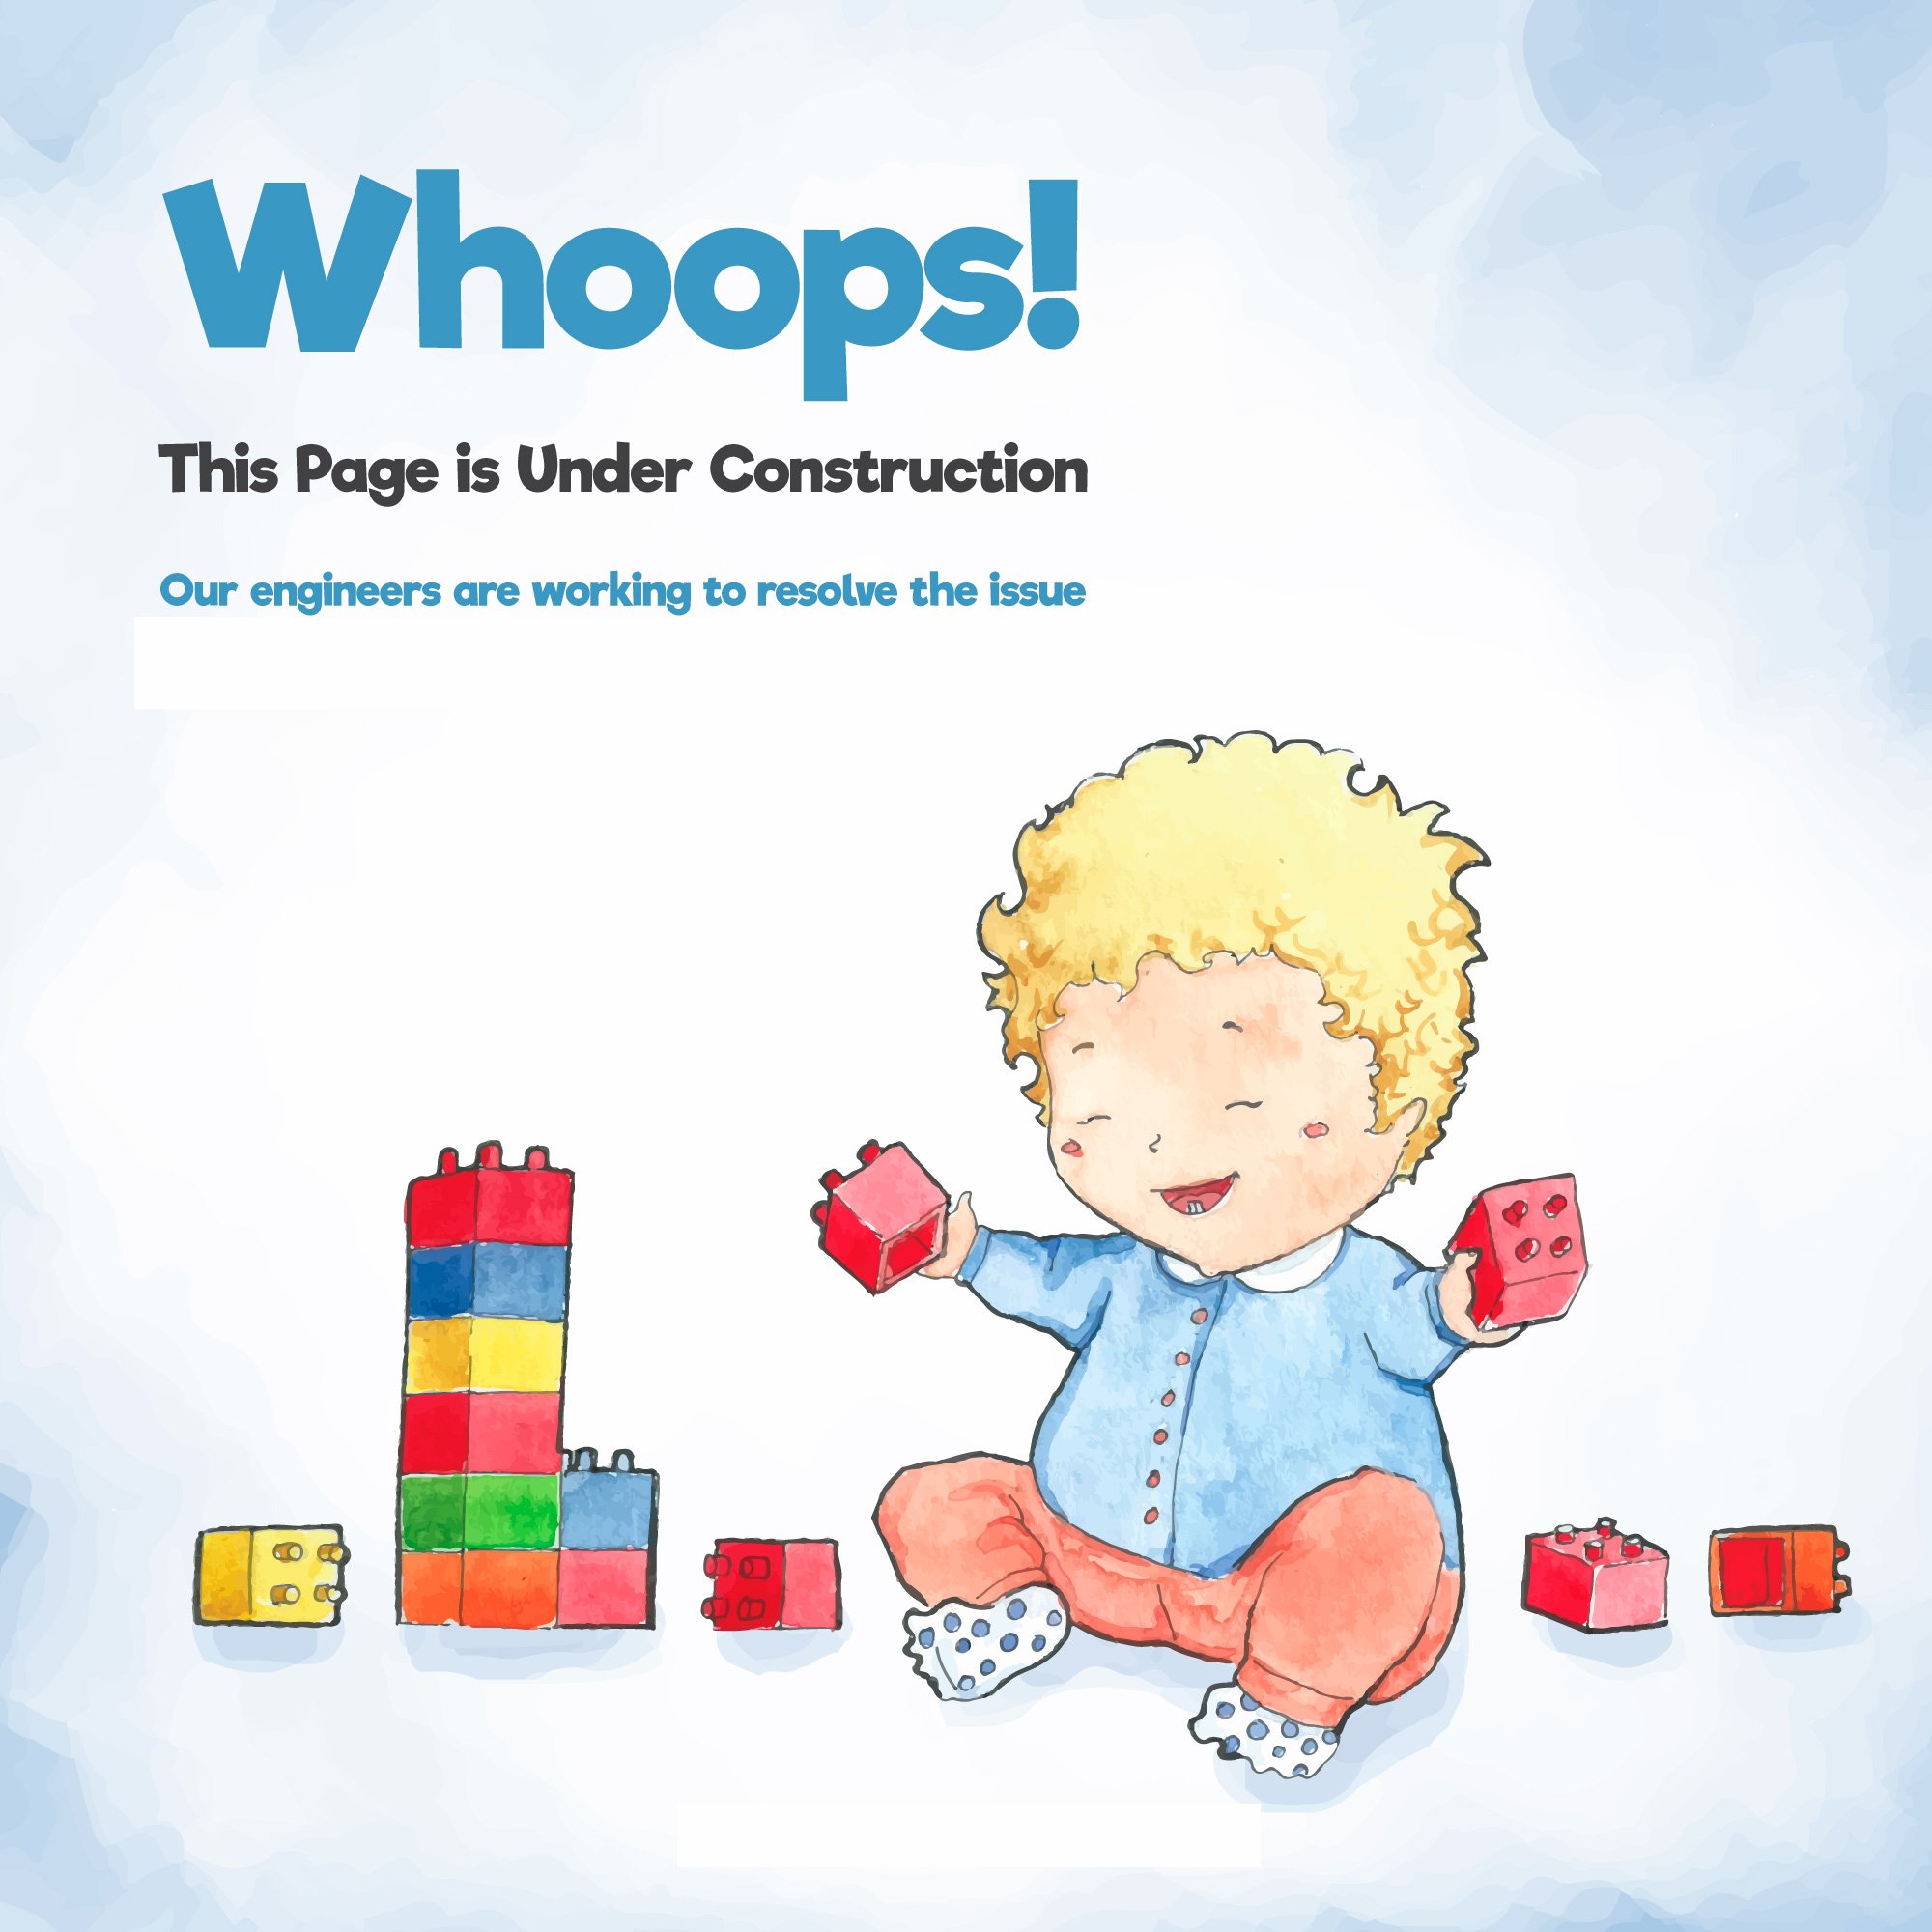 Whoops!
This Page is Under Construction
Our engineers are working to resolve the issue